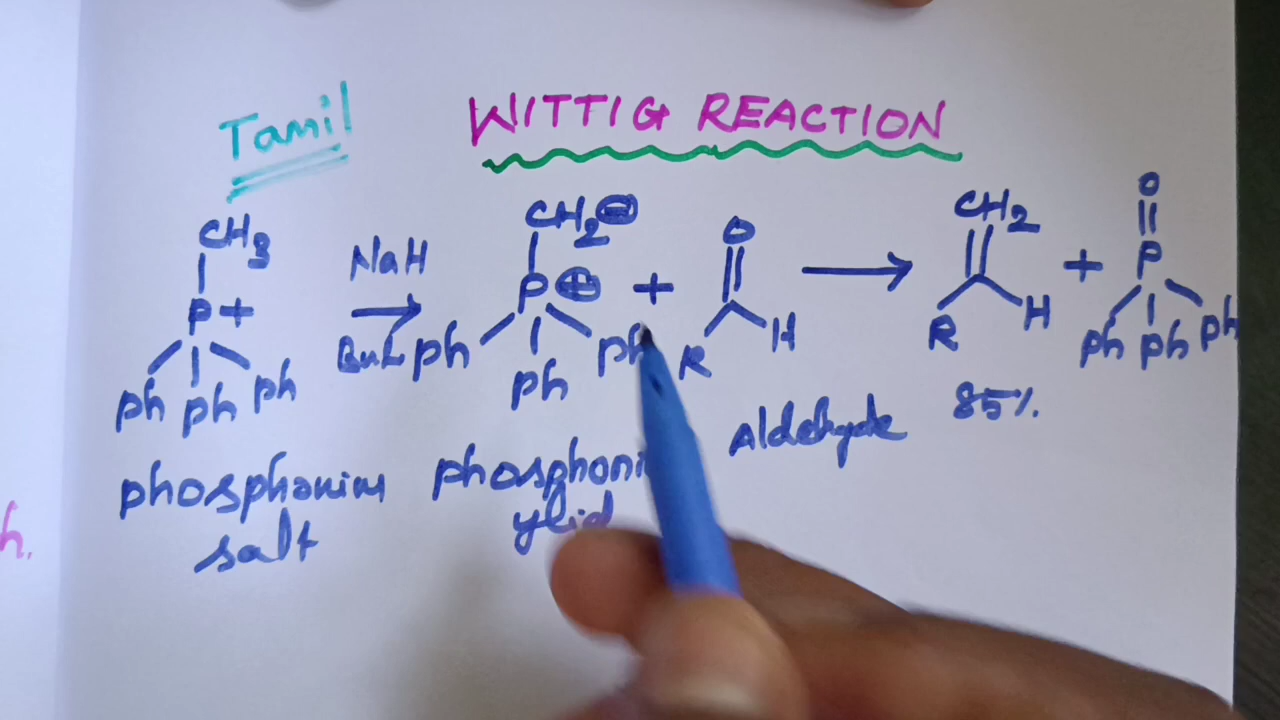 Tamil
WITTIG REACTION
CH3 NaH CH2⊖ O CH2 O
P+ P⊕ + → + P
ph ph ph ph ph R H R H ph ph ph
ph 85%
Aldehyde
phosphonium
salt ylid
h.